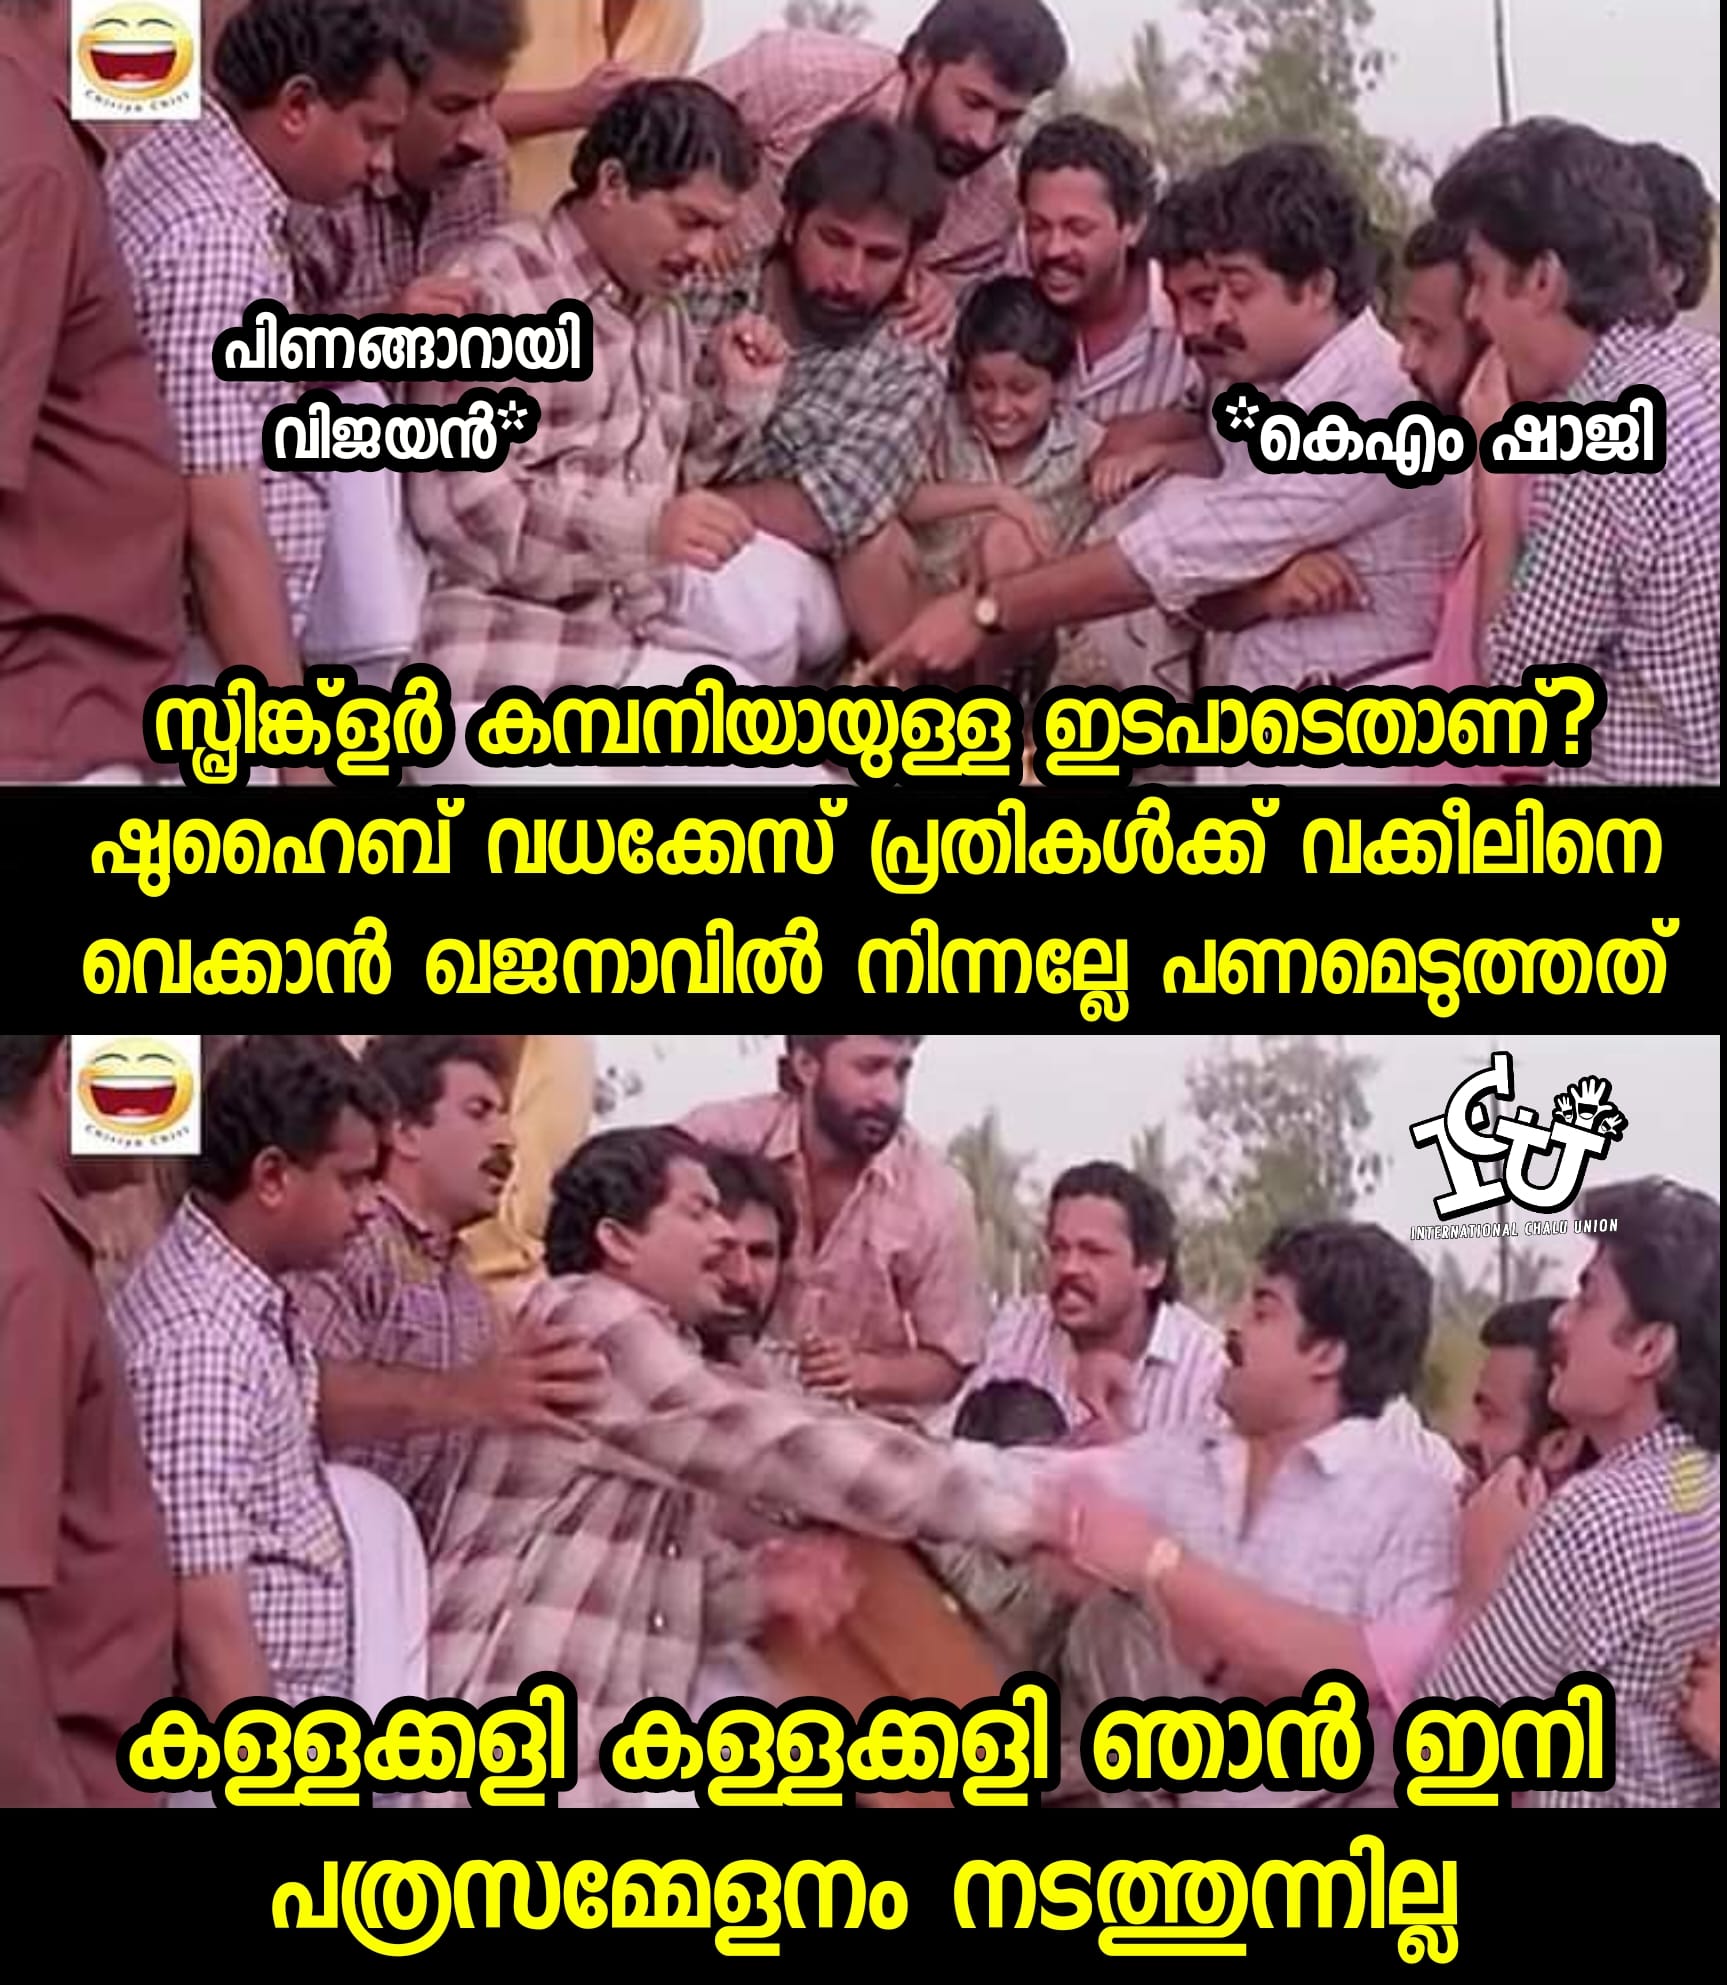 പിണങ്ങാറായി
വിജയൻ*
*കെഎം ഷാജി
സ്പ്രിങ്ക്ളർ കമ്പനിയായുള്ള ഇടപാടെതാണ്?
ഷുഹൈബ് വധക്കേസ് പ്രതികൾക്ക് വക്കീലിനെ
വെക്കാൻ ഖജനാവിൽ നിന്നല്ലേ പണമെടുത്തത്
ICU
INTERNATIONAL CHALU UNION
കള്ളക്കളി കള്ളക്കളി ഞാൻ ഇനി
പത്രസമ്മേളനം നടത്തുന്നില്ല